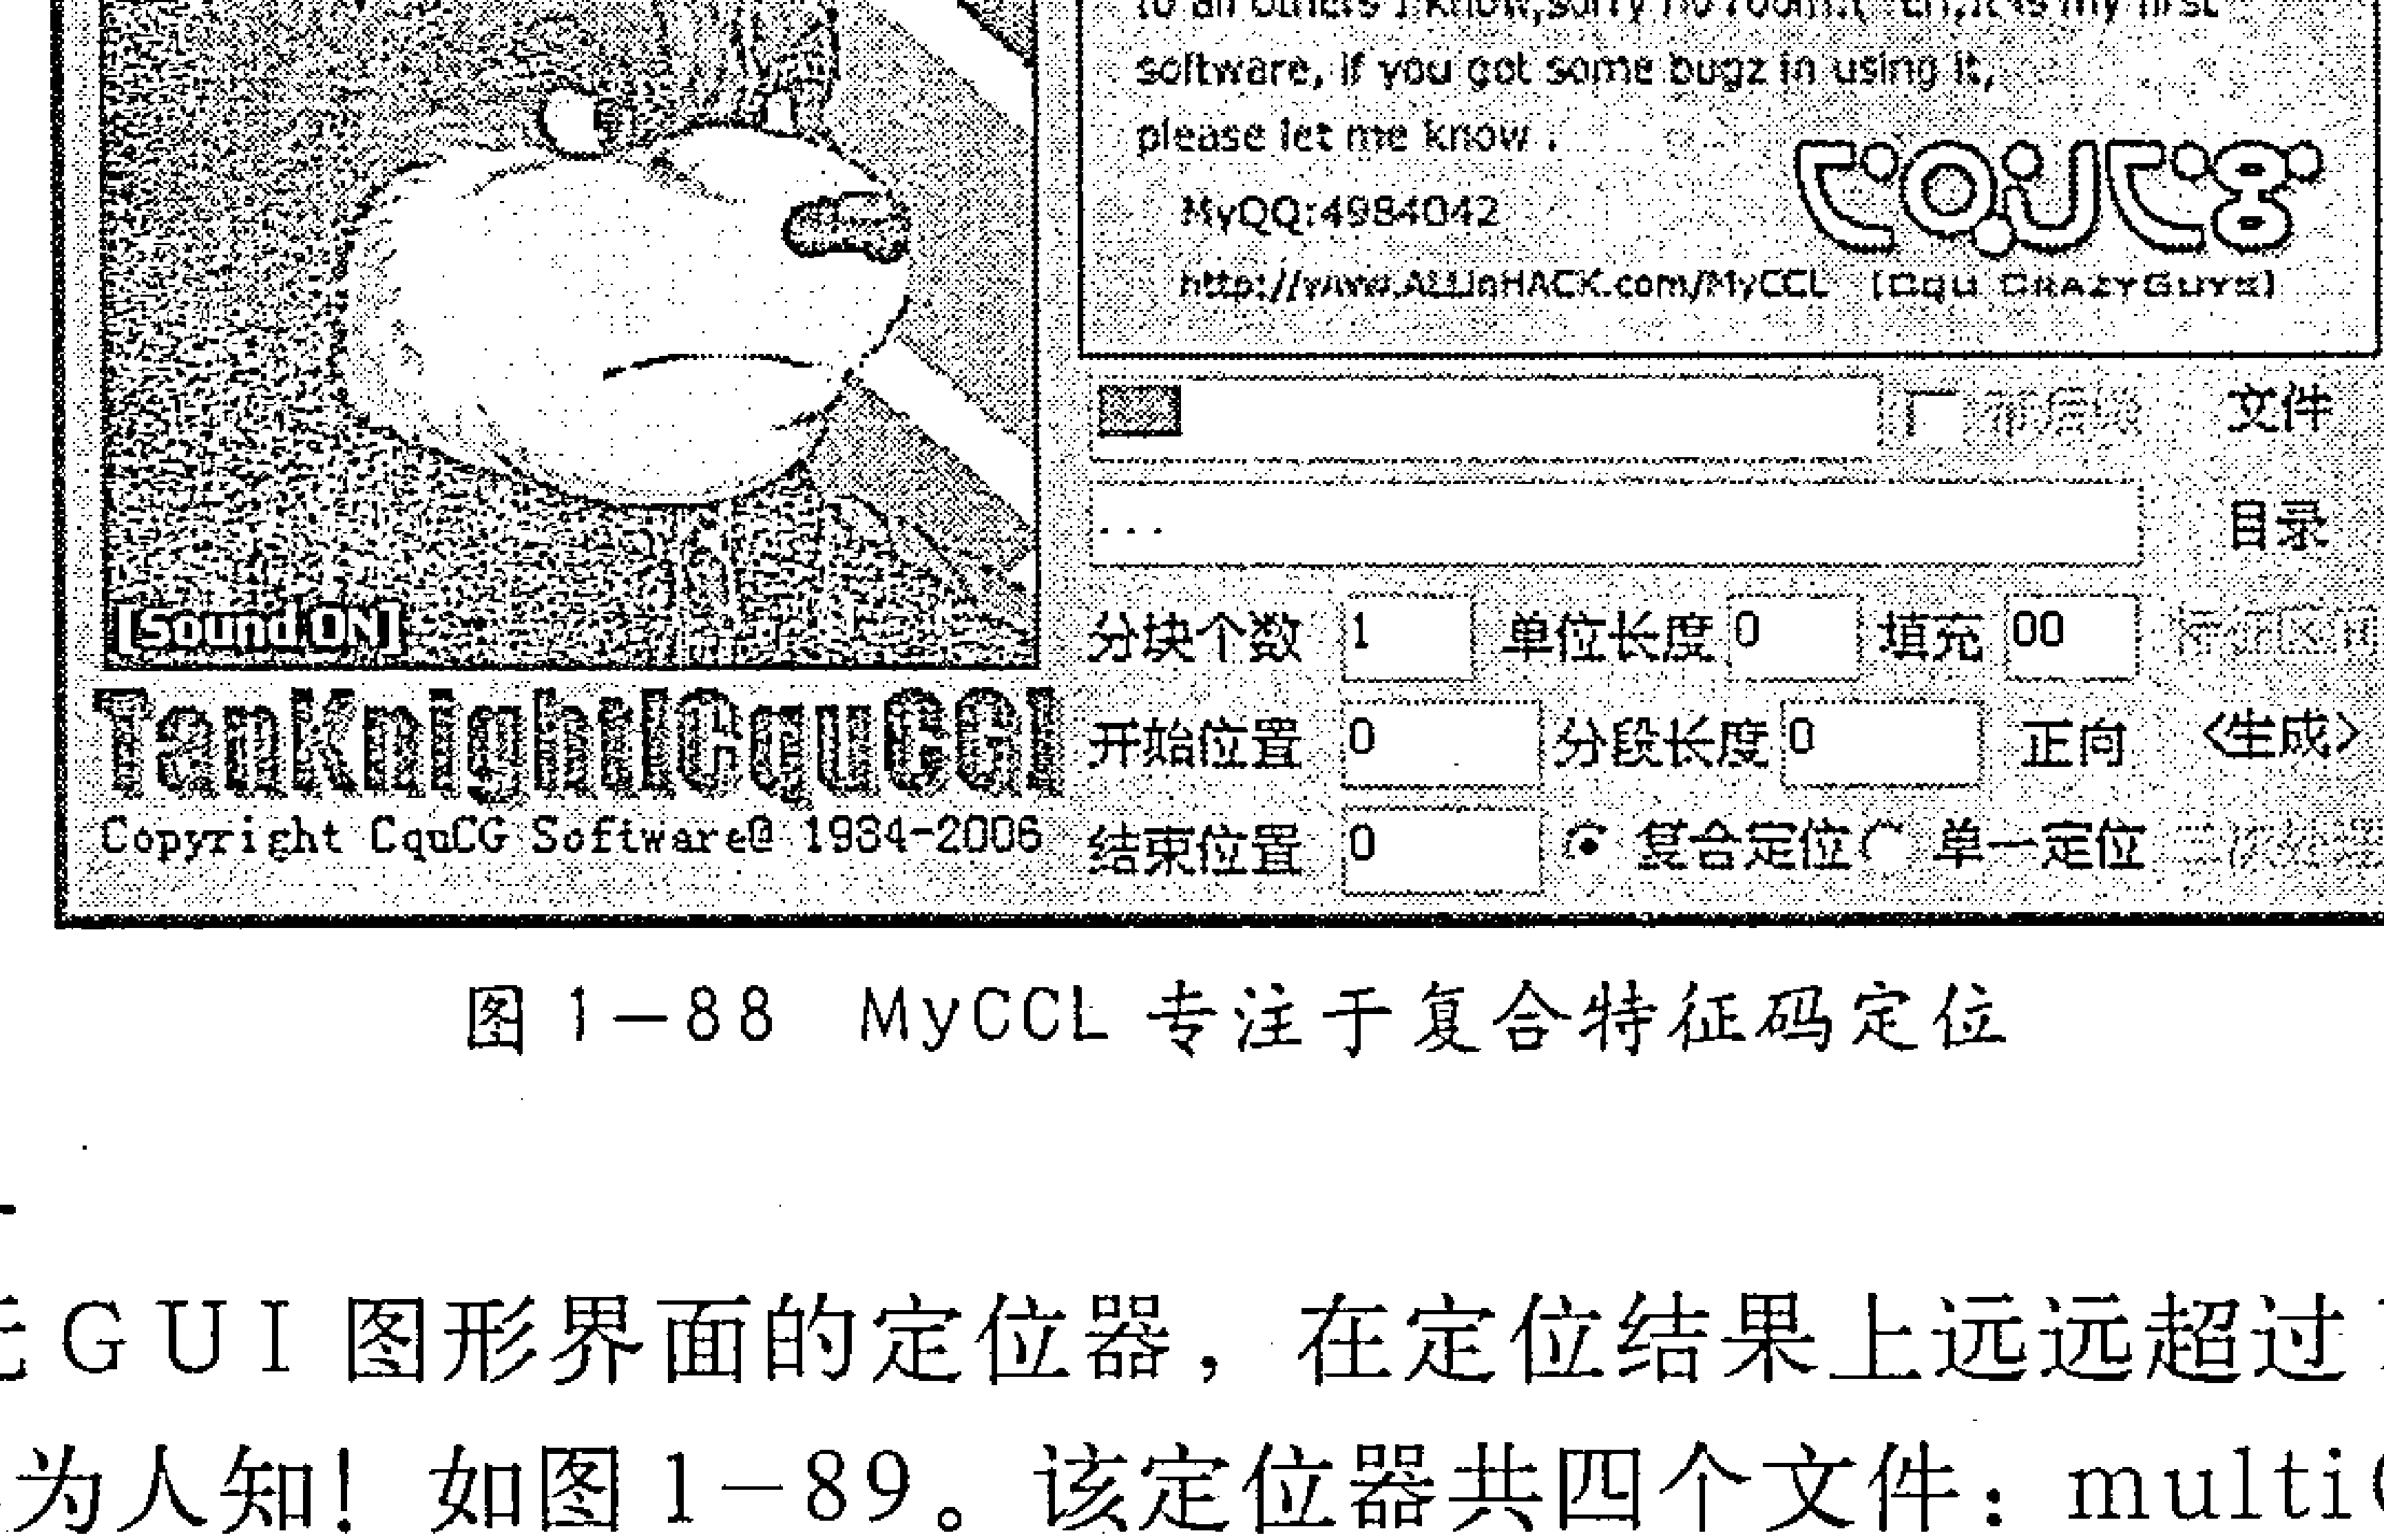 software, if you got some bugz in using it,
please let me know .
MyQQ:4984042
CQUCG
http://www.ALLinHACK.com/MyCCL [Cqu CRAZYGUYS]
文件
...
目录
[Sound ON]
分块个数 1 单位长度 0 填充 00
TanKnight|CquCCL
开始位置 0 分段长度 0 正向 <生成>
Copyright CquCG Software@ 1984-2006
结束位置 0 复合定位 单一定位
图 1-88 MyCCL 专注于复合特征码定位
GUI 图形界面的定位器，在定位结果上远远超过
为人知！如图 1-89。该定位器共四个文件：multi